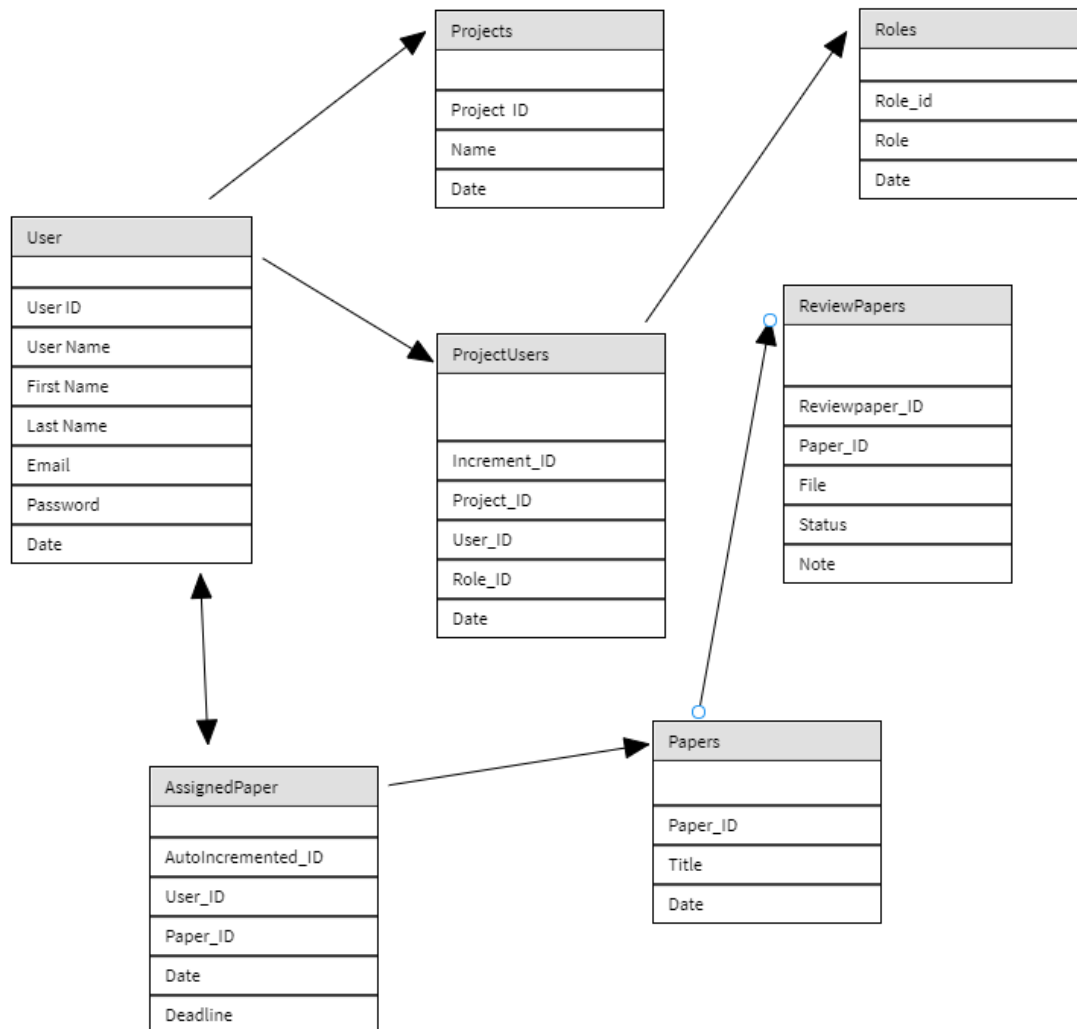 Projects
Project ID
Name
Date
Roles
Role_id
Role
Date
User
User ID
User Name
First Name
Last Name
Email
Password
Date
ProjectUsers
Increment_ID
Project_ID
User_ID
Role_ID
Date
ReviewPapers
Reviewpaper_ID
Paper_ID
File
Status
Note
AssignedPaper
AutoIncremented_ID
User_ID
Paper_ID
Date
Deadline
Papers
Paper_ID
Title
Date